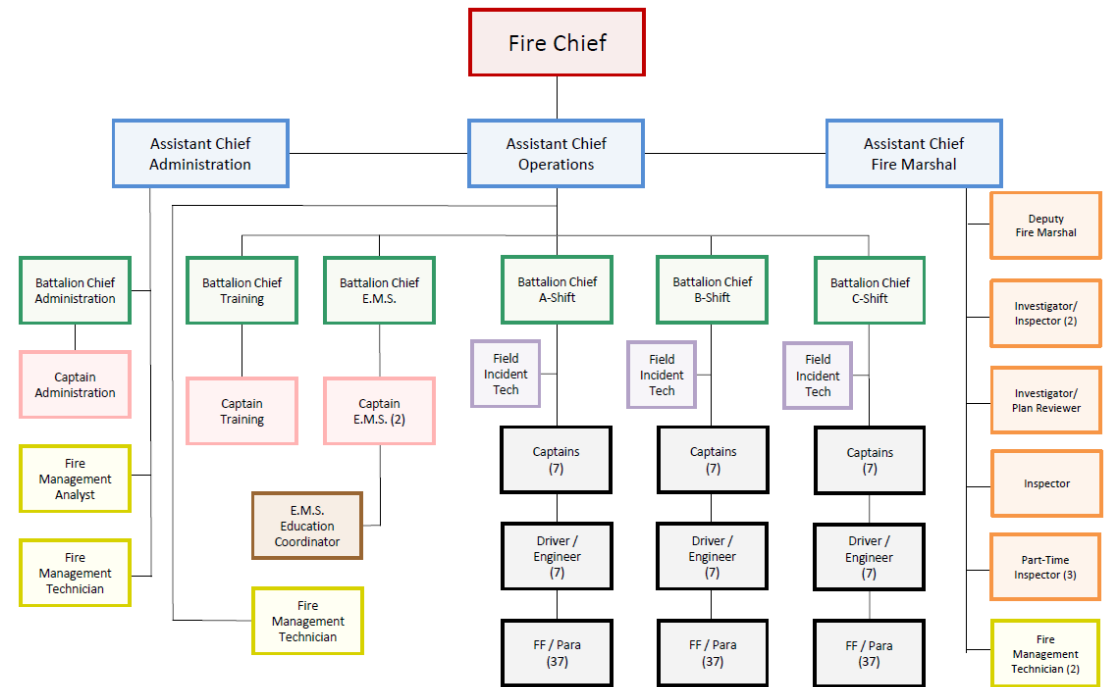 Fire Chief
Assistant Chief
Administration
Assistant Chief
Operations
Assistant Chief
Fire Marshal
Deputy
Fire Marshal
Battalion Chief
Administration
Battalion Chief
Training
Battalion Chief
E.M.S.
Battalion Chief
A-Shift
Battalion Chief
B-Shift
Battalion Chief
C-Shift
Investigator/
Inspector (2)
Captain
Administration
Field
Incident
Tech
Field
Incident
Tech
Field
Incident
Tech
Captain
Training
Captain
E.M.S. (2)
Investigator/
Plan Reviewer
Fire
Management
Analyst
Captains
(7)
Captains
(7)
Captains
(7)
Inspector
E.M.S.
Education
Coordinator
Fire
Management
Technician
Driver /
Engineer
(7)
Driver /
Engineer
(7)
Driver /
Engineer
(7)
Part-Time
Inspector (3)
Fire
Management
Technician
FF / Para
(37)
FF / Para
(37)
FF / Para
(37)
Fire
Management
Technician (2)